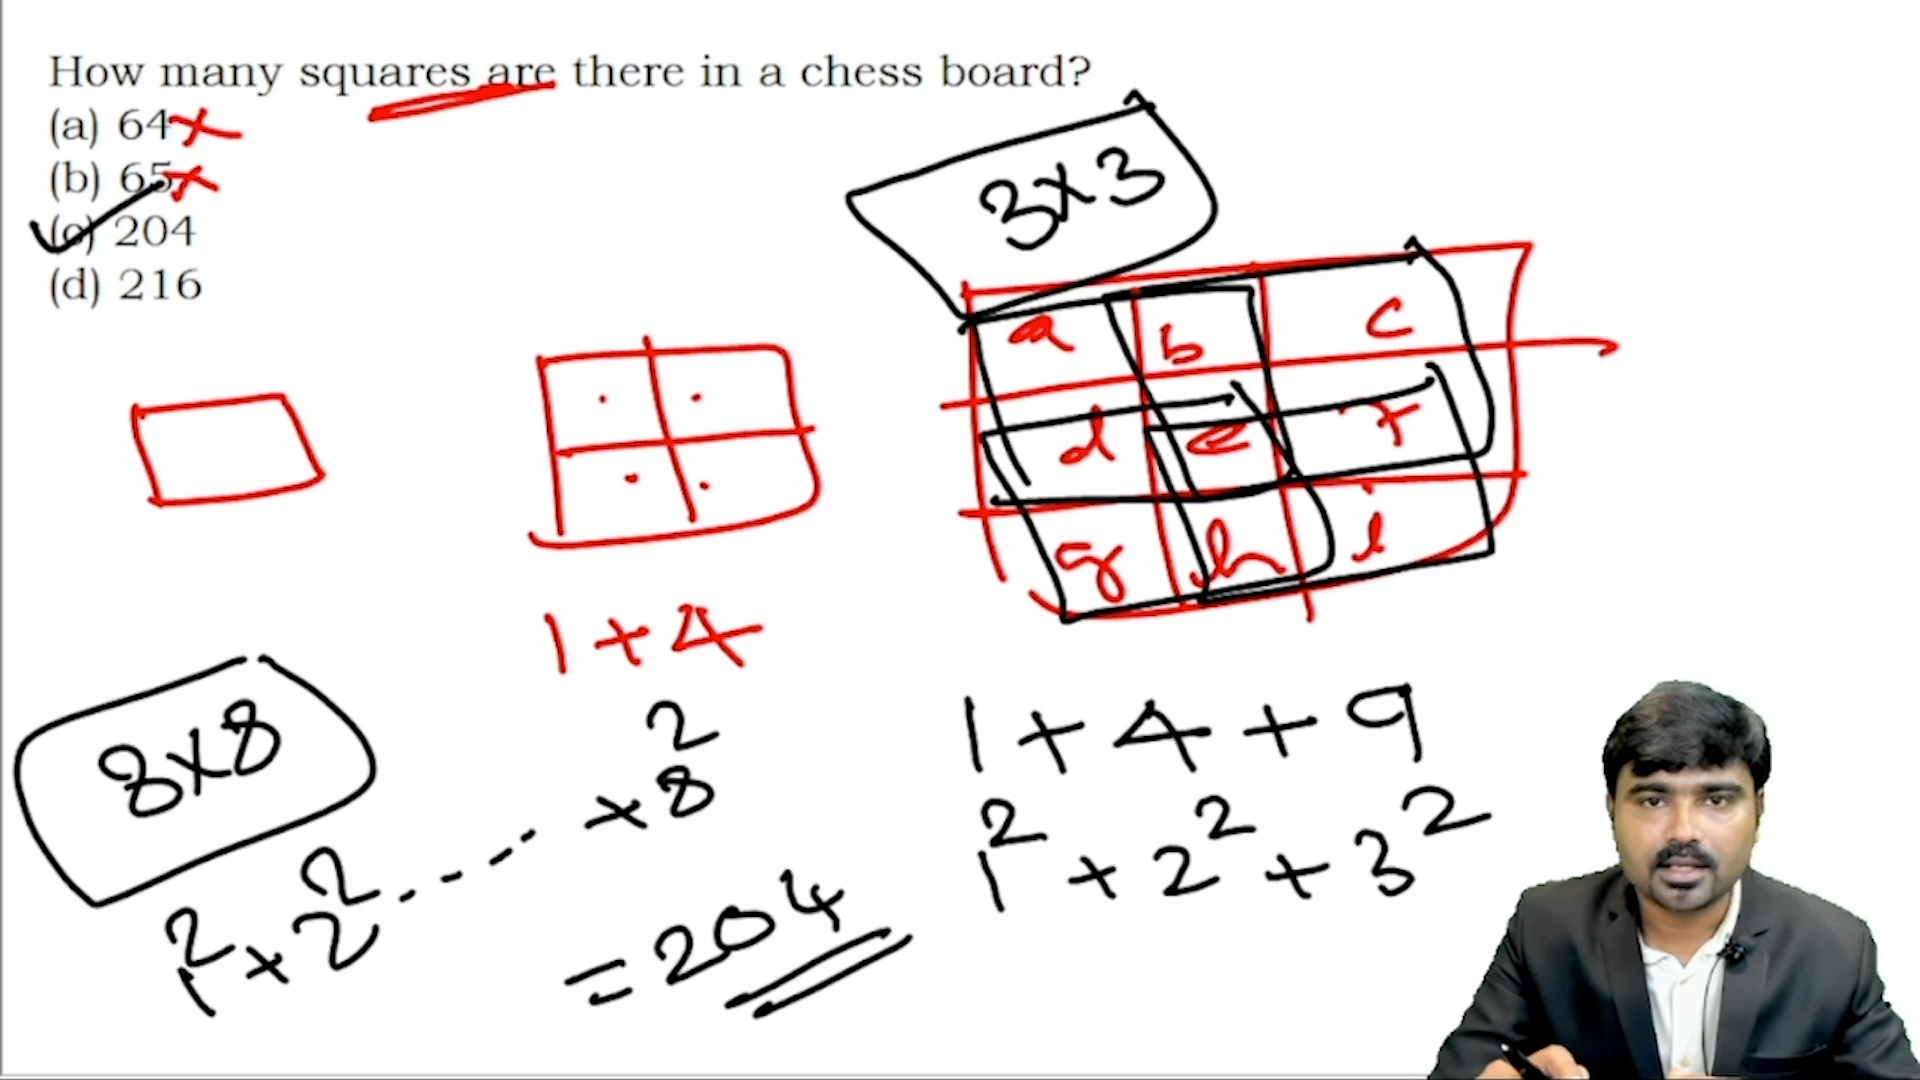 How many squares are there in a chess board?
(a) 64 x
(b) 65 x
(c) 204
(d) 216
3x3
a b c
d e f
g h i
1+4
8x8
1+4+9
1²+2²+3²
1²+2² ..... +8²
=204